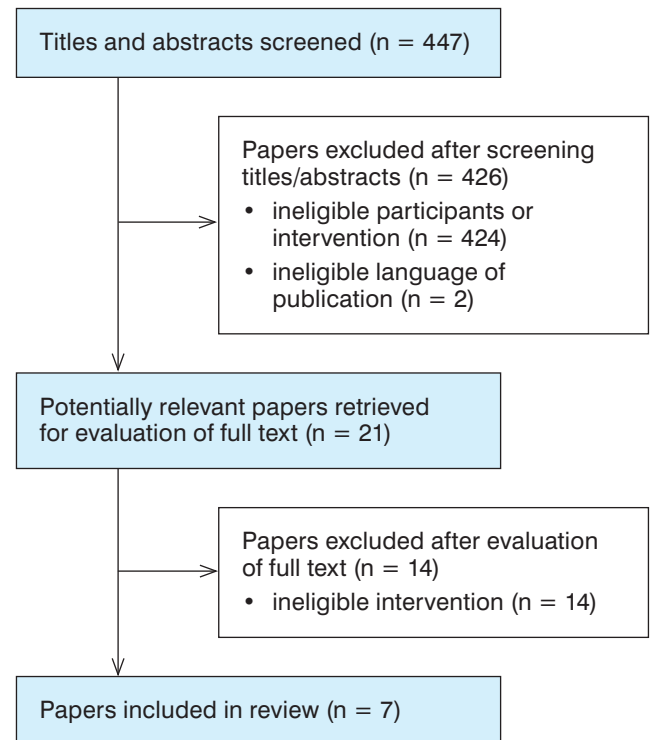 Titles and abstracts screened (n = 447)
Papers excluded after screening
titles/abstracts (n = 426)
• ineligible participants or
intervention (n = 424)
• ineligible language of
publication (n = 2)
Potentially relevant papers retrieved
for evaluation of full text (n = 21)
Papers excluded after evaluation
of full text (n = 14)
• ineligible intervention (n = 14)
Papers included in review (n = 7)